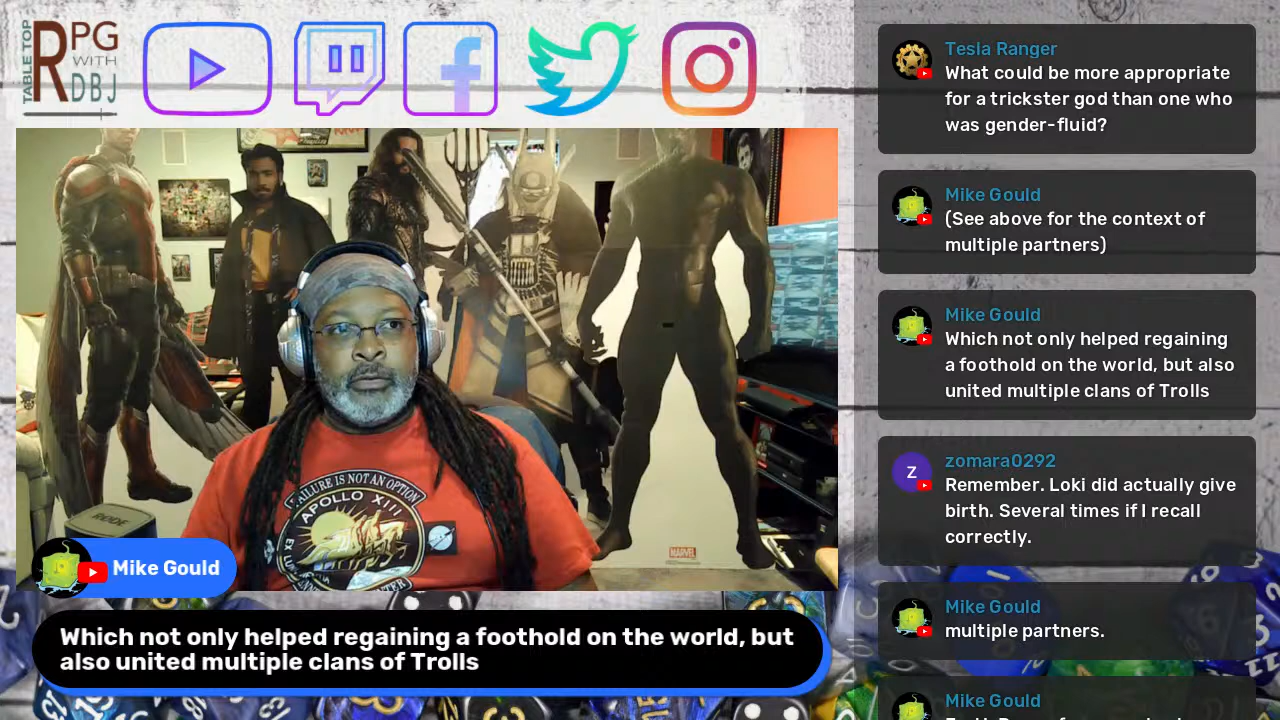 TABLE TOP
RPG
WITH
DBJ
Tesla Ranger
What could be more appropriate
for a trickster god than one who
was gender-fluid?
Mike Gould
(See above for the context of
multiple partners)
Mike Gould
Which not only helped regaining
a foothold on the world, but also
united multiple clans of Trolls
Z
zomara0292
Remember. Loki did actually give
birth. Several times if I recall
correctly.
Mike Gould
multiple partners.
Mike Gould
FAILURE IS NOT AN OPTION
APOLLO XIII
RODE
MARVEL
Mike Gould
Which not only helped regaining a foothold on the world, but
also united multiple clans of Trolls